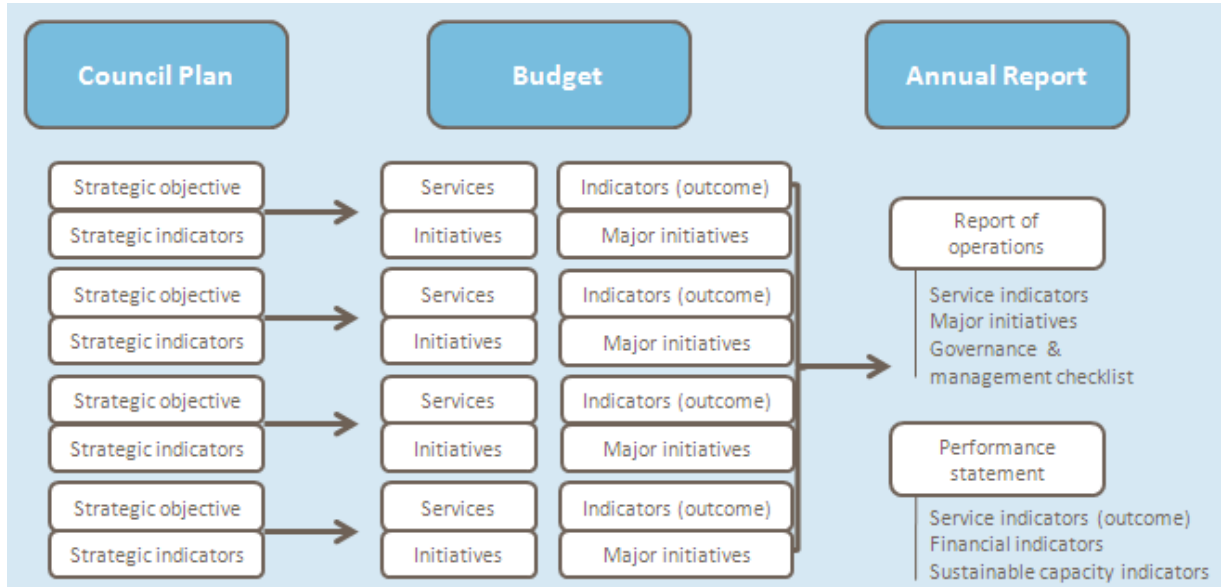 Council Plan
Budget
Annual Report
Strategic objective
Strategic indicators
Strategic objective
Strategic indicators
Strategic objective
Strategic indicators
Strategic objective
Strategic indicators
Services
Initiatives
Services
Initiatives
Services
Initiatives
Services
Initiatives
Indicators (outcome)
Major initiatives
Indicators (outcome)
Major initiatives
Indicators (outcome)
Major initiatives
Indicators (outcome)
Major initiatives
Report of
operations
Service indicators
Major initiatives
Governance &
management checklist
Performance
statement
Service indicators (outcome)
Financial indicators
Sustainable capacity indicators